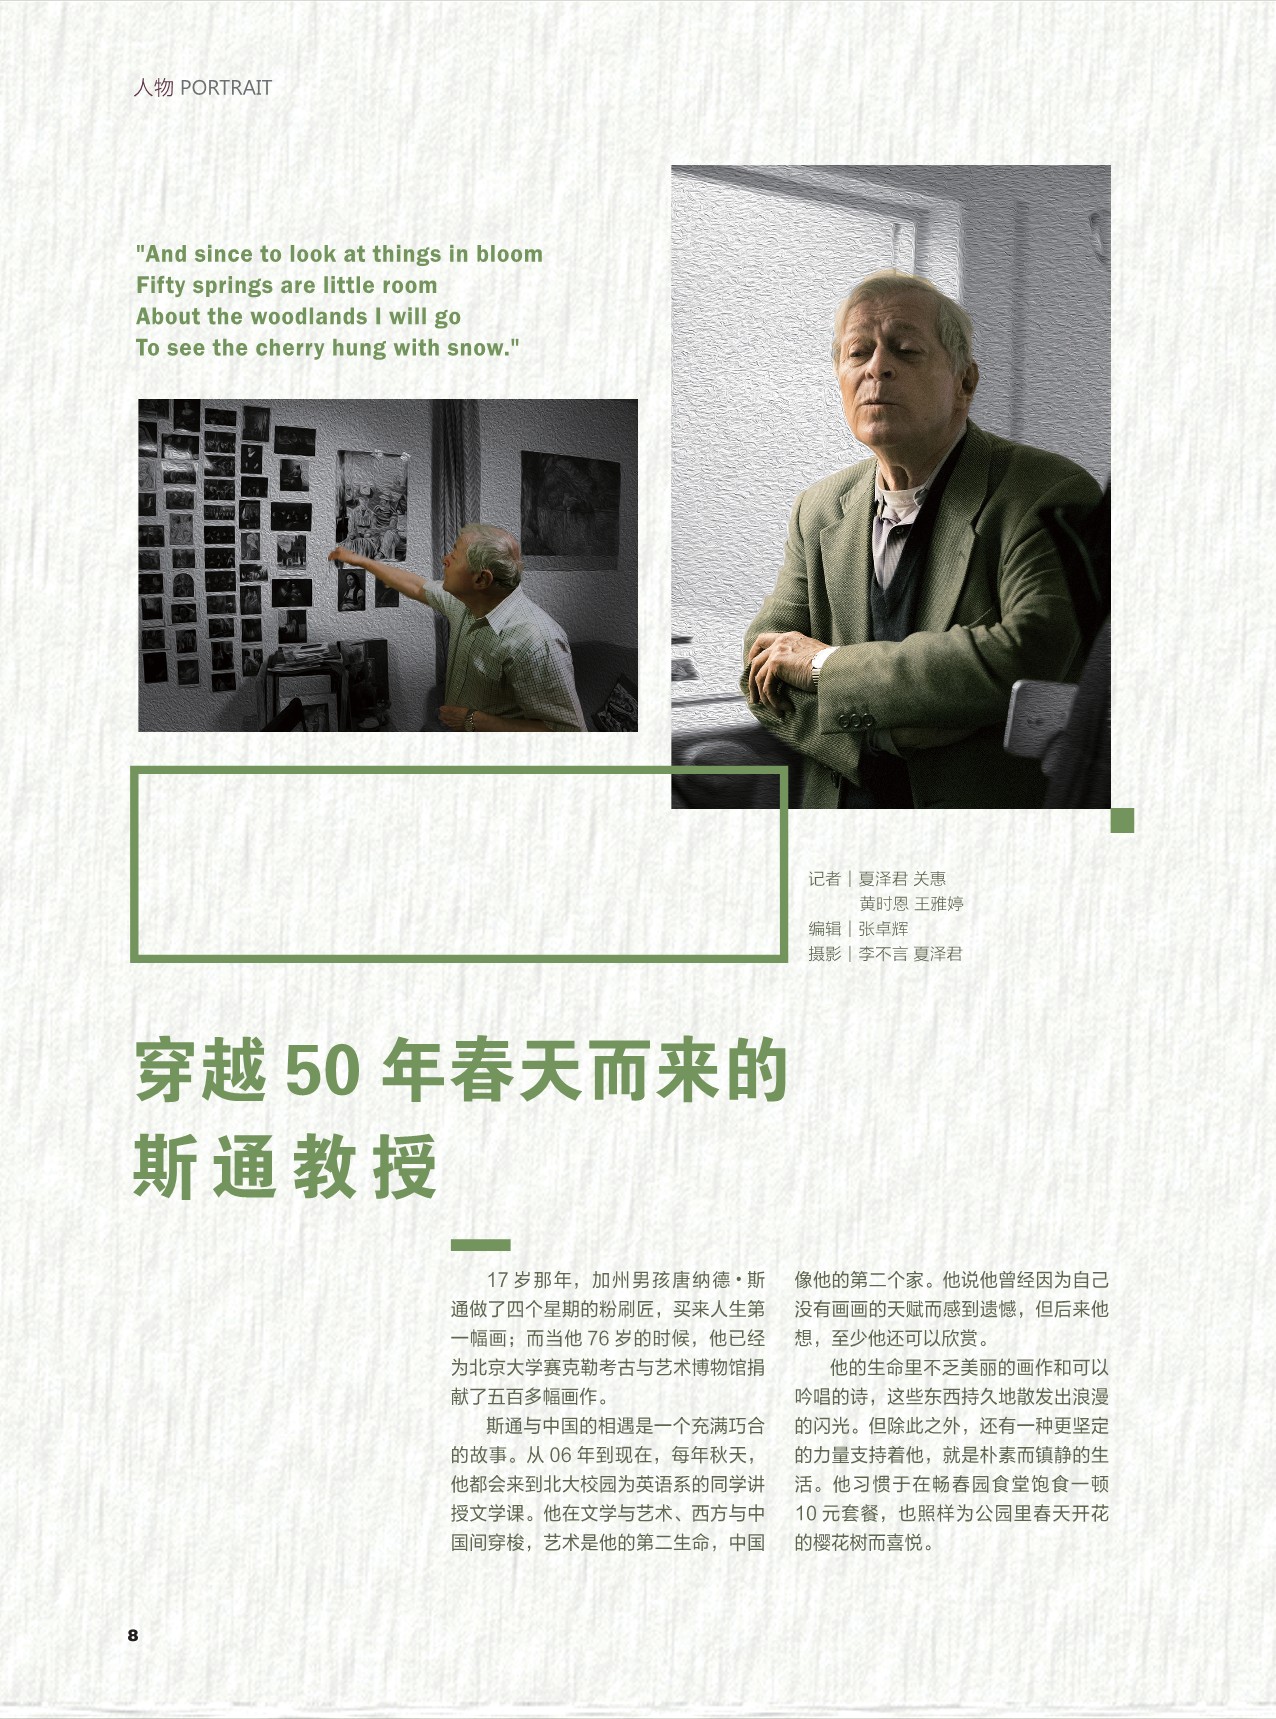 人物 PORTRAIT
"And since to look at things in bloom
Fifty springs are little room
About the woodlands I will go
To see the cherry hung with snow."
记者｜夏泽君 关惠
黄时恩 王雅婷
编辑｜张卓辉
摄影｜李不言 夏泽君
穿越 50 年春天而来的
斯通教授
17 岁那年，加州男孩唐纳德·斯
通做了四个星期的粉刷匠，买来人生第
一幅画；而当他 76 岁的时候，他已经
为北京大学赛克勒考古与艺术博物馆捐
献了五百多幅画作。
斯通与中国的相遇是一个充满巧合
的故事。从 06 年到现在，每年秋天，
他都会来到北大校园为英语系的同学讲
授文学课。他在文学与艺术、西方与中
国间穿梭，艺术是他的第二生命，中国
像他的第二个家。他说他曾经因为自己
没有画画的天赋而感到遗憾，但后来他
想，至少他还可以欣赏。
他的生命里不乏美丽的画作和可以
吟唱的诗，这些东西持久地散发出浪漫
的闪光。但除此之外，还有一种更坚定
的力量支持着他，就是朴素而镇静的生
活。他习惯于在畅春园食堂饱食一顿
10 元套餐，也照样为公园里春天开花
的樱花树而喜悦。
8